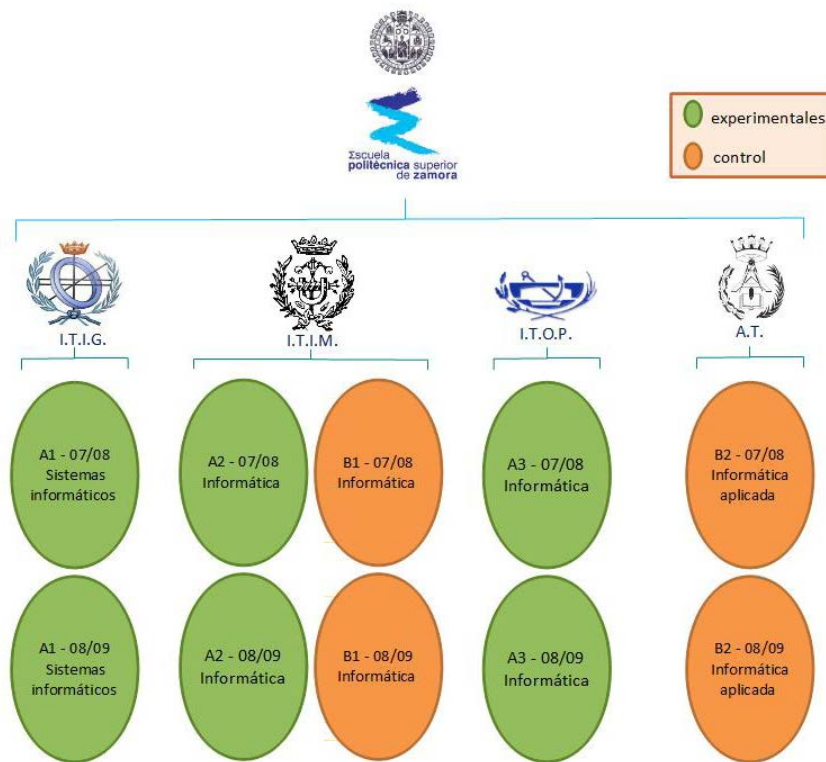 Σscuela
politécnica superior
de zamora
experimentales
control
I.T.I.G.
I.T.I.M.
I.T.O.P.
A.T.
A1 - 07/08
Sistemas
informáticos
A2 - 07/08
Informática
B1 - 07/08
Informática
A3 - 07/08
Informática
B2 - 07/08
Informática
aplicada
A1 - 08/09
Sistemas
informáticos
A2 - 08/09
Informática
B1 - 08/09
Informática
A3 - 08/09
Informática
B2 - 08/09
Informática
aplicada